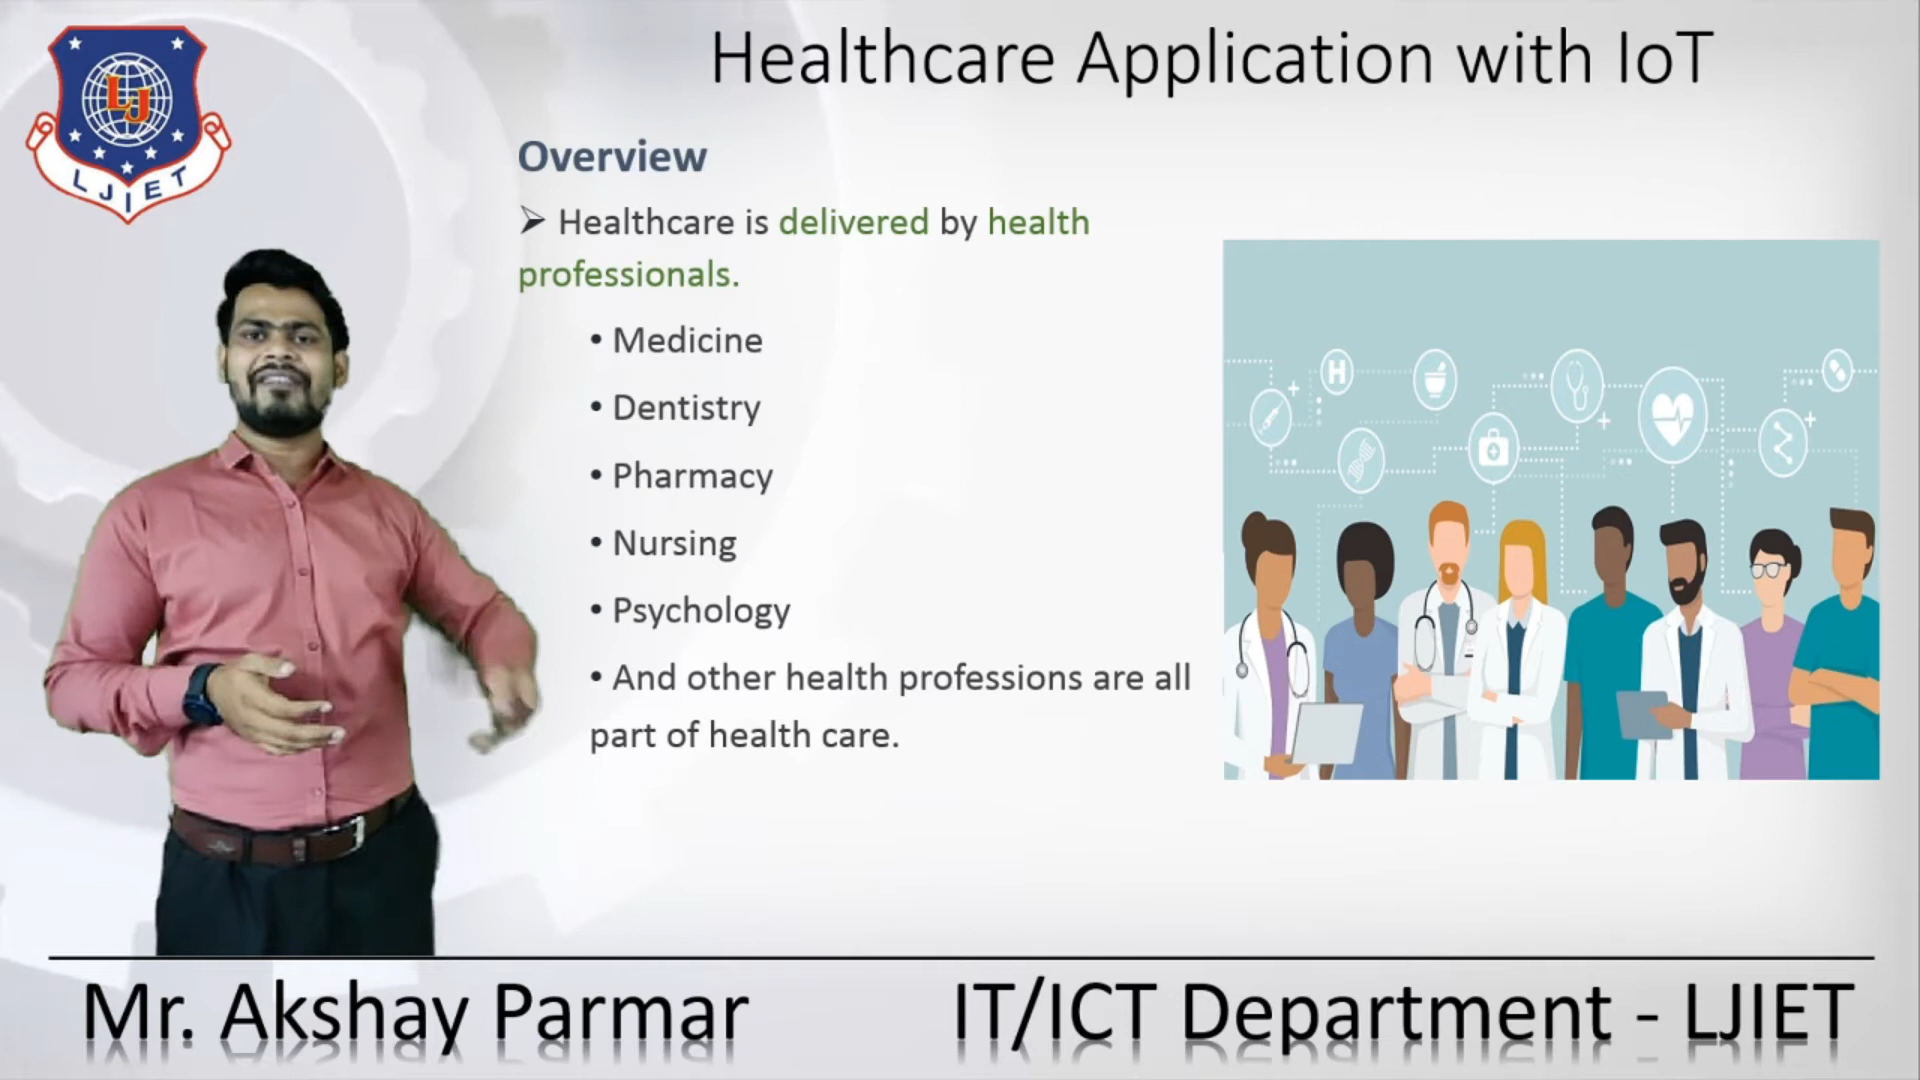 Healthcare Application with IoT
LJ
LJIET
Overview
➢ Healthcare is delivered by health
professionals.
• Medicine
• Dentistry
• Pharmacy
• Nursing
• Psychology
• And other health professions are all
part of health care.
H
Mr. Akshay Parmar
IT/ICT Department - LJIET